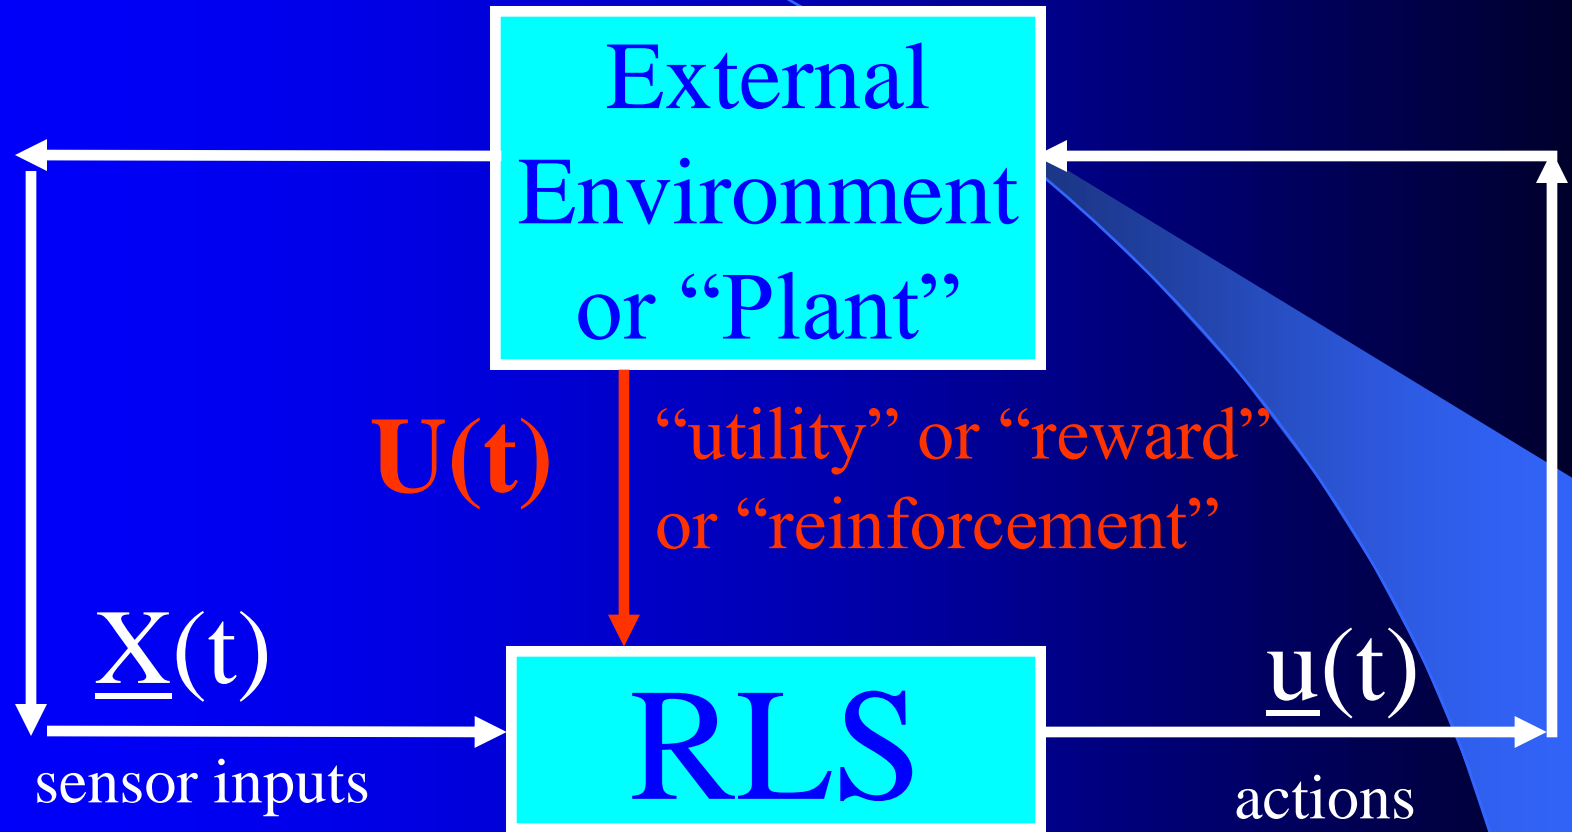 External
Environment
or “Plant”
U(t)
“utility” or “reward”
or “reinforcement”
X(t)
sensor inputs
RLS
u(t)
actions